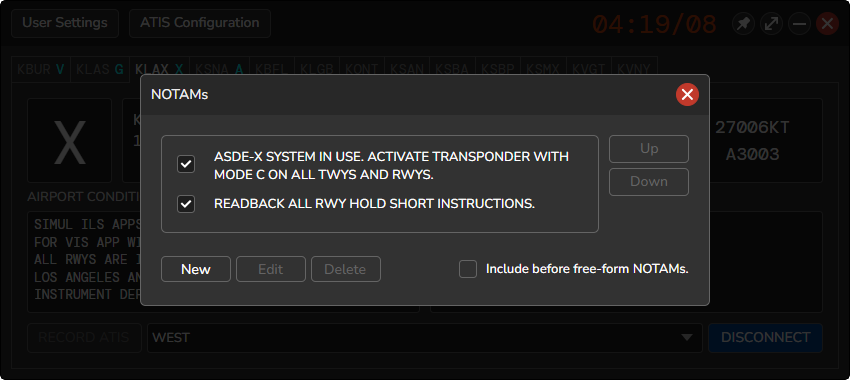 User Settings
ATIS Configuration
04:19/08
KBUR V
KLAS G
KLAX X
KSNA A
KBFL
KLGB
KONT
KSAN
KSBA
KSBP
KSMX
KVGT
KVNY
NOTAMs
X
27006KT
A3003
ASDE-X SYSTEM IN USE. ACTIVATE TRANSPONDER WITH
MODE C ON ALL TWYS AND RWYS.
READBACK ALL RWY HOLD SHORT INSTRUCTIONS.
Up
Down
AIRPORT CONDITI
SIMUL ILS APPS
FOR VIS APP WI
ALL RWYS ARE I
LOS ANGELES AN
INSTRUMENT DEP
New
Edit
Delete
Include before free-form NOTAMs.
RECORD ATIS
WEST
DISCONNECT